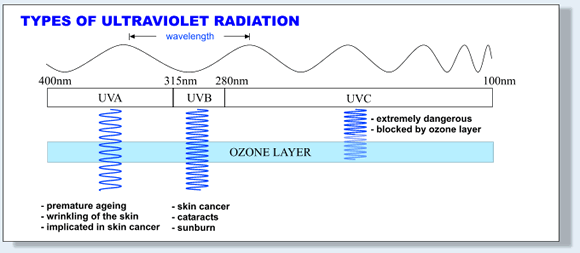 TYPES OF ULTRAVIOLET RADIATION
wavelength
400nm 315nm 280nm 100nm
UVA UVB UVC
- extremely dangerous
- blocked by ozone layer
OZONE LAYER
- premature ageing
- wrinkling of the skin
- implicated in skin cancer
- skin cancer
- cataracts
- sunburn